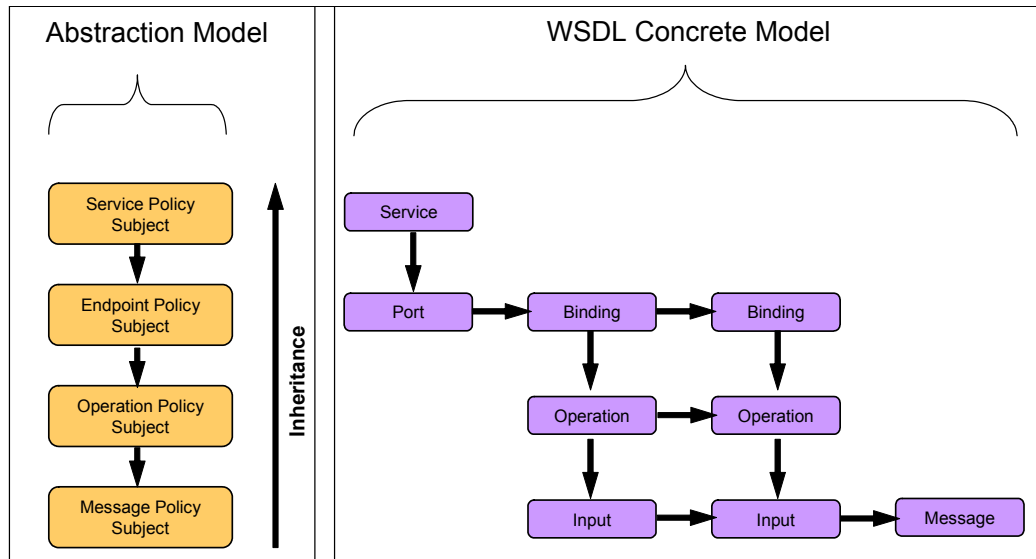 Abstraction Model
WSDL Concrete Model
Service Policy
Subject
Endpoint Policy
Subject
Operation Policy
Subject
Message Policy
Subject
Inheritance
Service
Port
Binding
Binding
Operation
Operation
Input
Input
Message